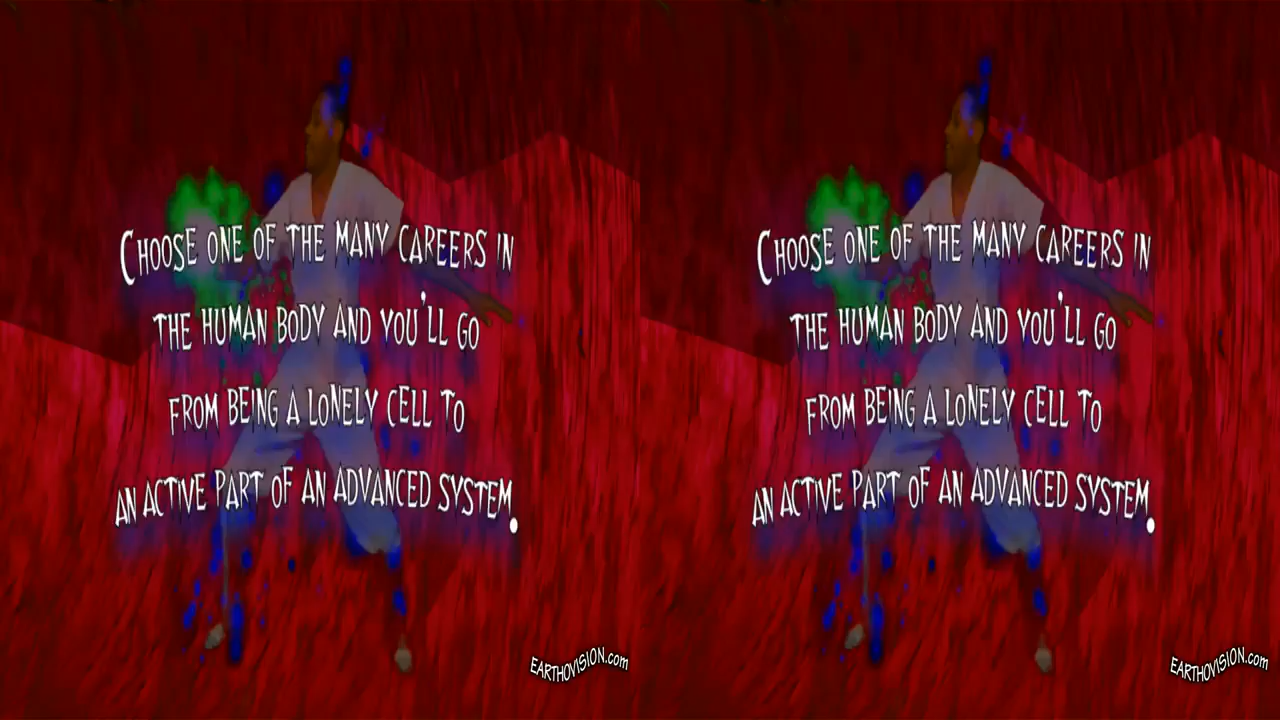 Choose one of the many careers in
the human body and you'll go
from being a lonely cell to
an active part of an advanced system.
EARTHOVISION.com
Choose one of the many careers in
the human body and you'll go
from being a lonely cell to
an active part of an advanced system.
EARTHOVISION.com